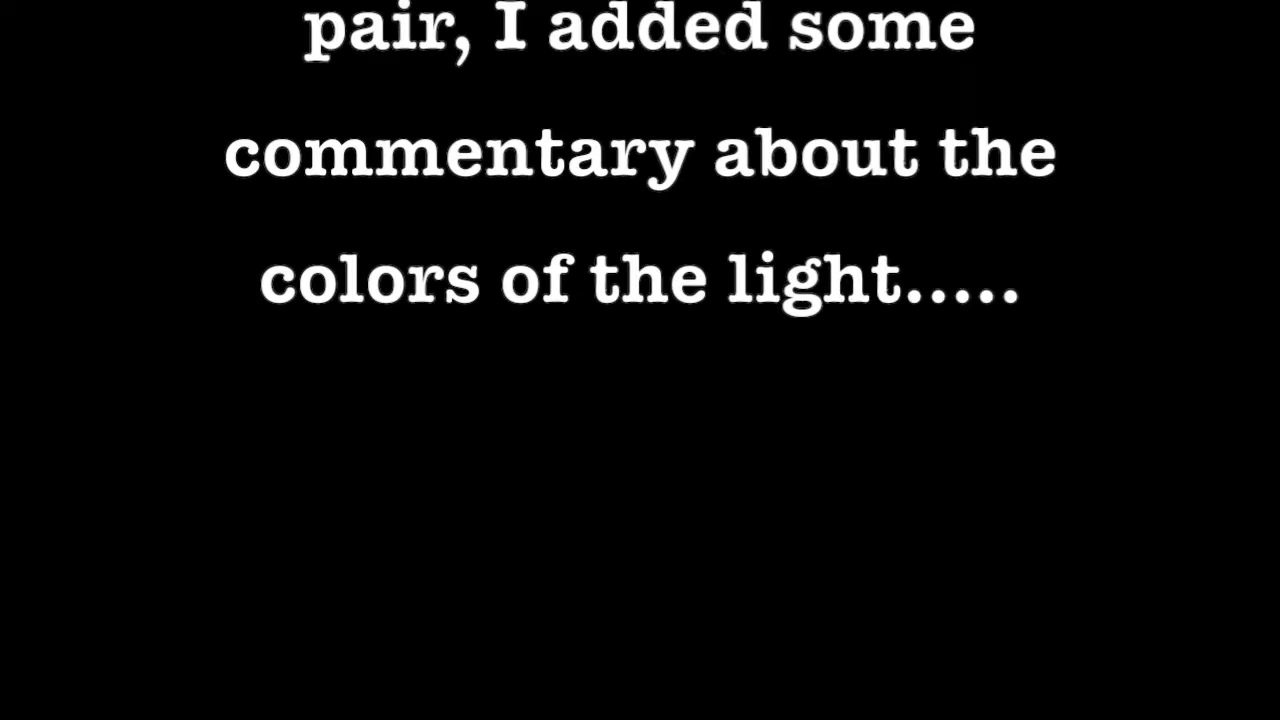 pair, I added some
commentary about the
colors of the light.....